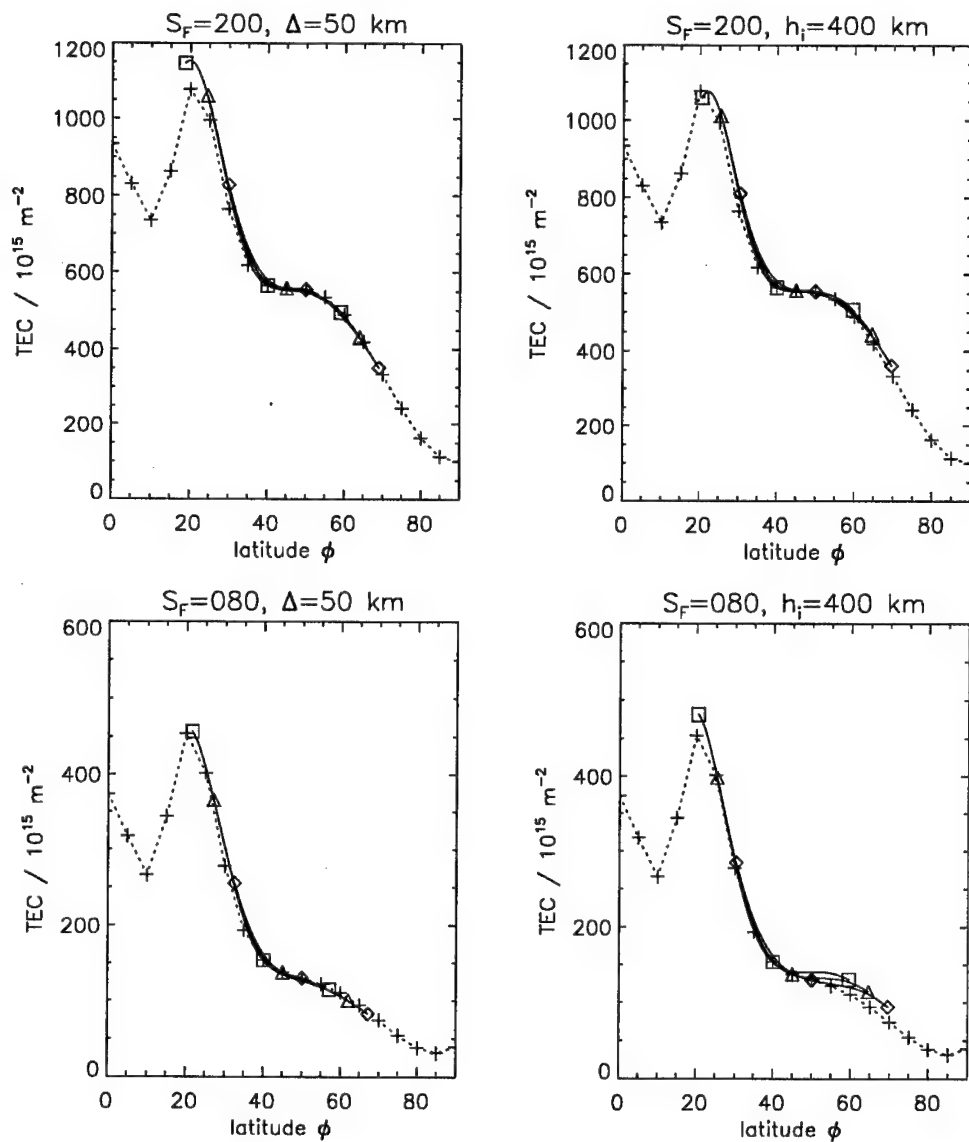 S_F=200, Δ=50 km
1200
1000
800
600
400
200
0
TEC / 10^15 m^−2
0 20 40 60 80
latitude ϕ
S_F=200, h_i=400 km
1200
1000
800
600
400
200
0
TEC / 10^15 m^−2
0 20 40 60 80
latitude ϕ
S_F=080, Δ=50 km
600
400
200
0
TEC / 10^15 m^−2
0 20 40 60 80
latitude ϕ
S_F=080, h_i=400 km
600
400
200
0
TEC / 10^15 m^−2
0 20 40 60 80
latitude ϕ